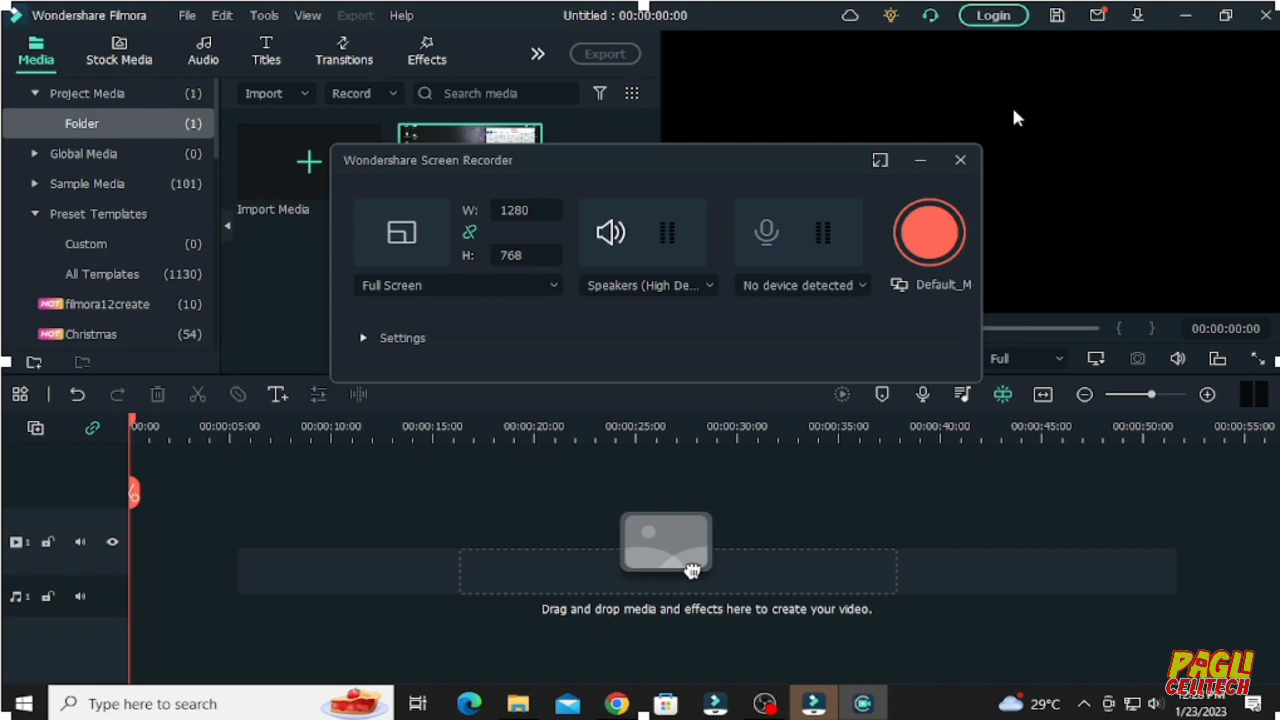 Wondershare Filmora File Edit Tools View Export Help Untitled : 00:00:00:00 Login
Media Stock Media Audio Titles Transitions Effects Export
Project Media (1)
Folder (1)
Global Media (0)
Sample Media (101)
Preset Templates
Custom (0)
All Templates (1130)
HOT filmora12create (10)
HOT Christmas (54)
Import Record Search media
Import Media
Wondershare Screen Recorder
W: 1280
H: 768
Full Screen Speakers (High De... No device detected Default_M
Settings
{ } 00:00:00:00
Full
00:00 00:00:05:00 00:00:10:00 00:00:15:00 00:00:20:00 00:00:25:00 00:00:30:00 00:00:35:00 00:00:40:00 00:00:45:00 00:00:50:00 00:00:55:00
1
1
Drag and drop media and effects here to create your video.
PAGLI
CELLTECH
Type here to search 29°C
1/23/2023